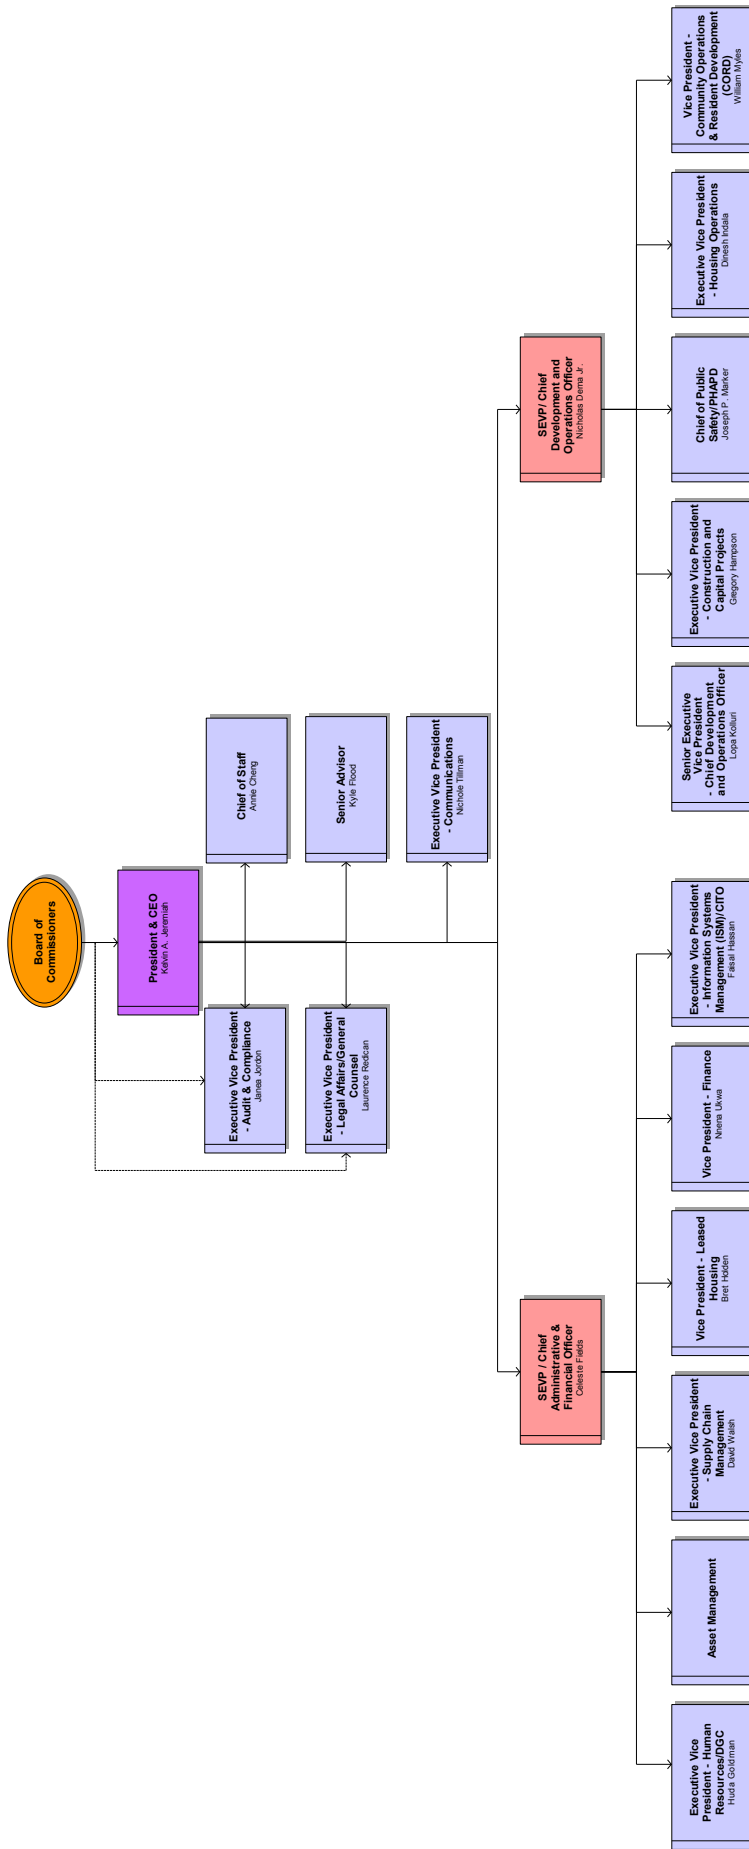 Board of
Commissioners
President & CEO
Kelvin A. Jeremiah
Executive Vice President
- Audit & Compliance
Janea Jordon
Chief of Staff
Annie Cheng
Executive Vice President
- Legal Affairs/General
Counsel
Laurence Redican
Senior Advisor
Kyle Flood
Executive Vice President
- Communications
Nichole Tillman
SEVP / Chief
Administrative &
Financial Officer
Celeste Fields
SEVP/ Chief
Development and
Operations Officer
Nicholas Dema Jr.
Executive Vice
President - Human
Resources/DGC
Huda Goldman
Asset Management
Executive Vice President
- Supply Chain
Management
David Walsh
Vice President - Leased
Housing
Bret Holden
Vice President - Finance
Nnena Ukwa
Executive Vice President
- Information Systems
Management (ISM)/CITO
Faisal Hassan
Senior Executive
Vice President
- Chief Development
and Operations Officer
Lopa Kolluri
Executive Vice President
- Construction and
Capital Projects
Gregory Hampson
Chief of Public
Safety/PHAPD
Joseph P. Marker
Executive Vice President
- Housing Operations
Dinesh Indala
Vice President -
Community Operations
& Resident Development
(CORD)
William Myles